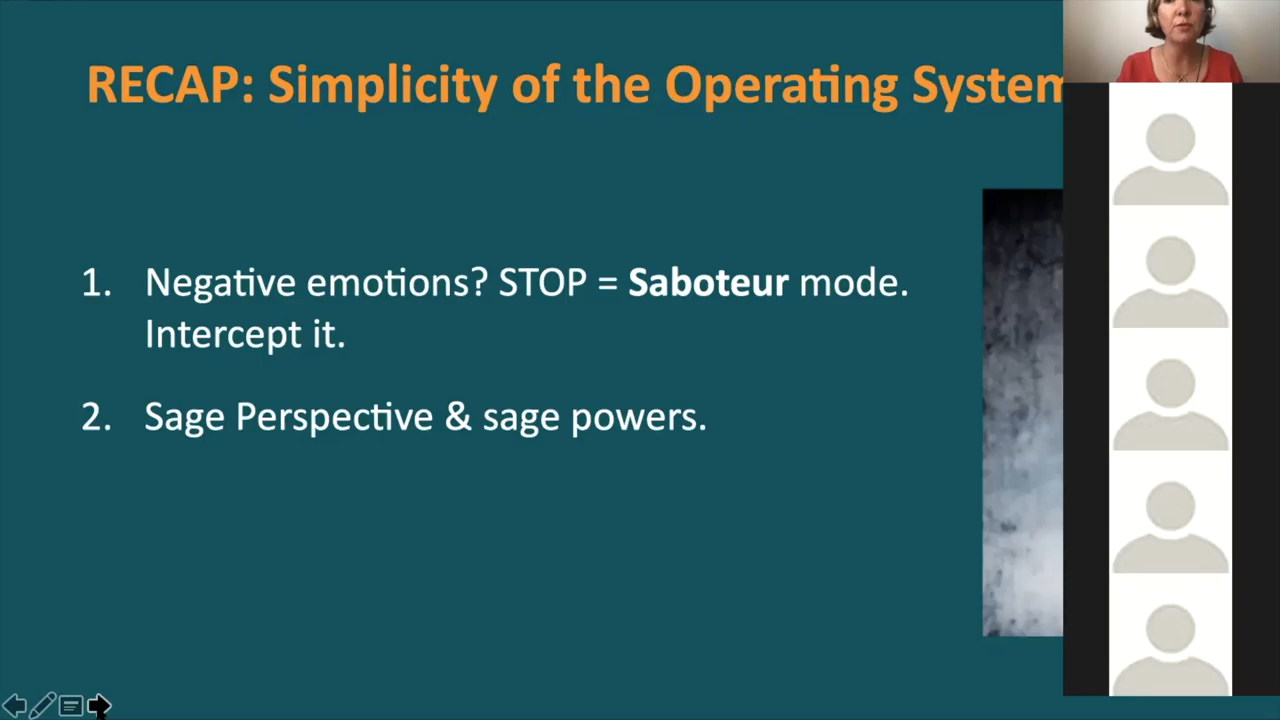 RECAP: Simplicity of the Operating System
1. Negative emotions? STOP = Saboteur mode.
Intercept it.
2. Sage Perspective & sage powers.